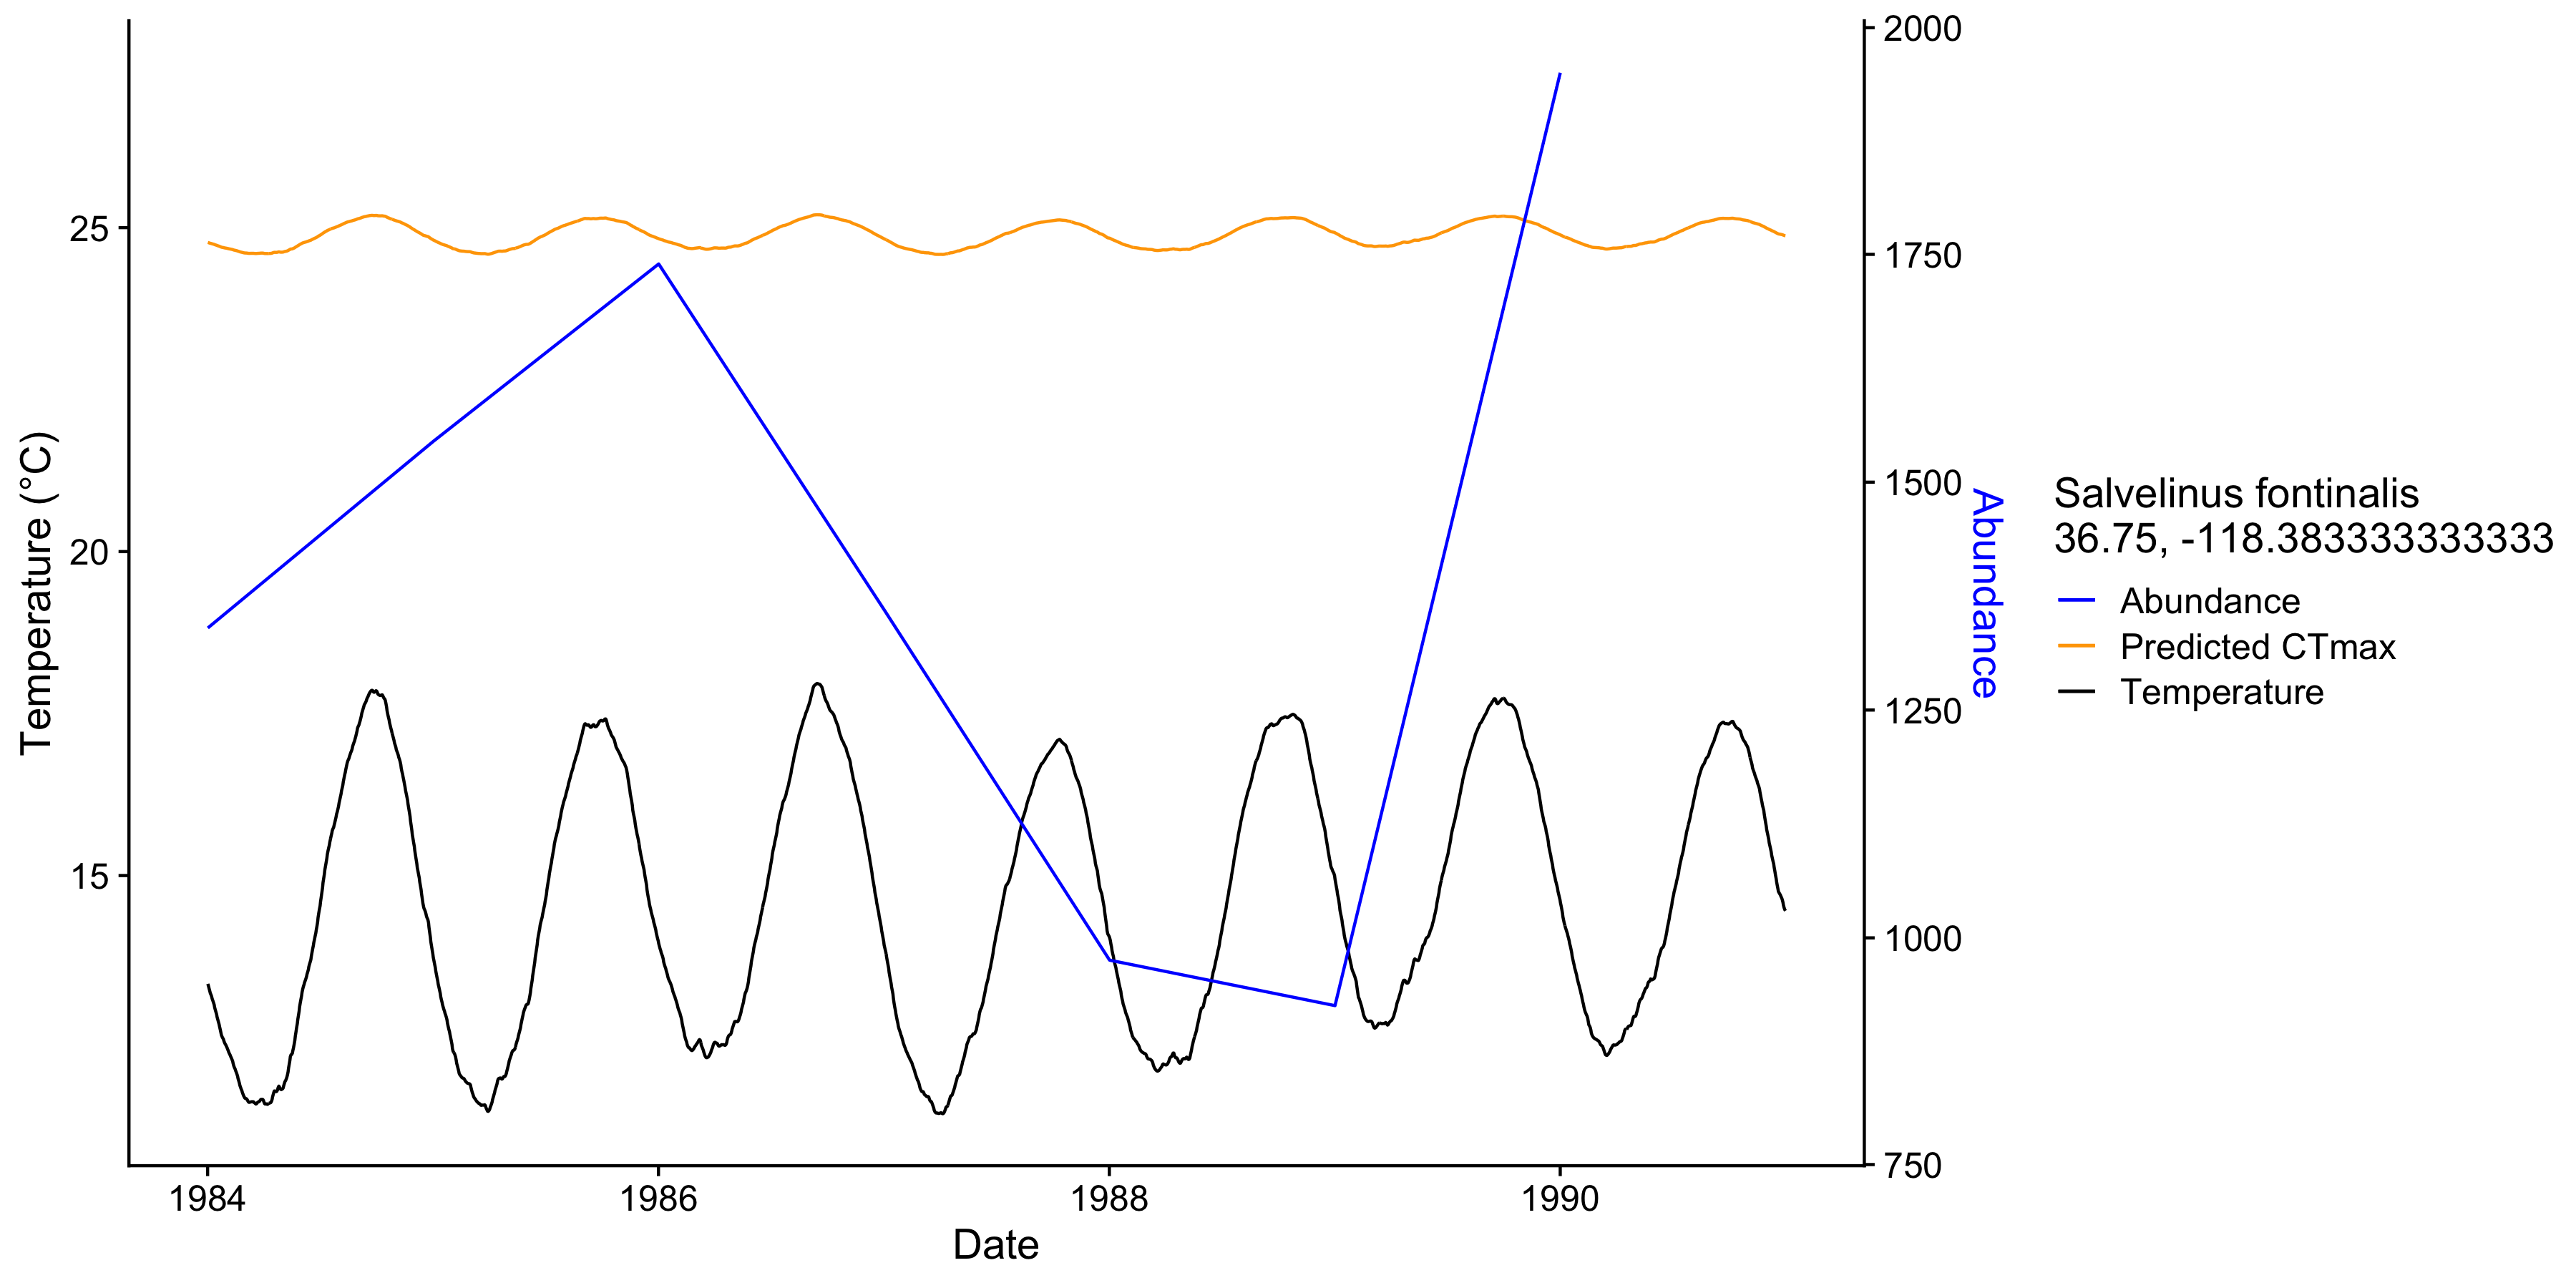 Temperature (°C)
25
20
15
1984
1986
1988
1990
Date
2000
1750
1500
1250
1000
750
Abundance
Salvelinus fontinalis
36.75, -118.383333333333
Abundance
Predicted CTmax
Temperature